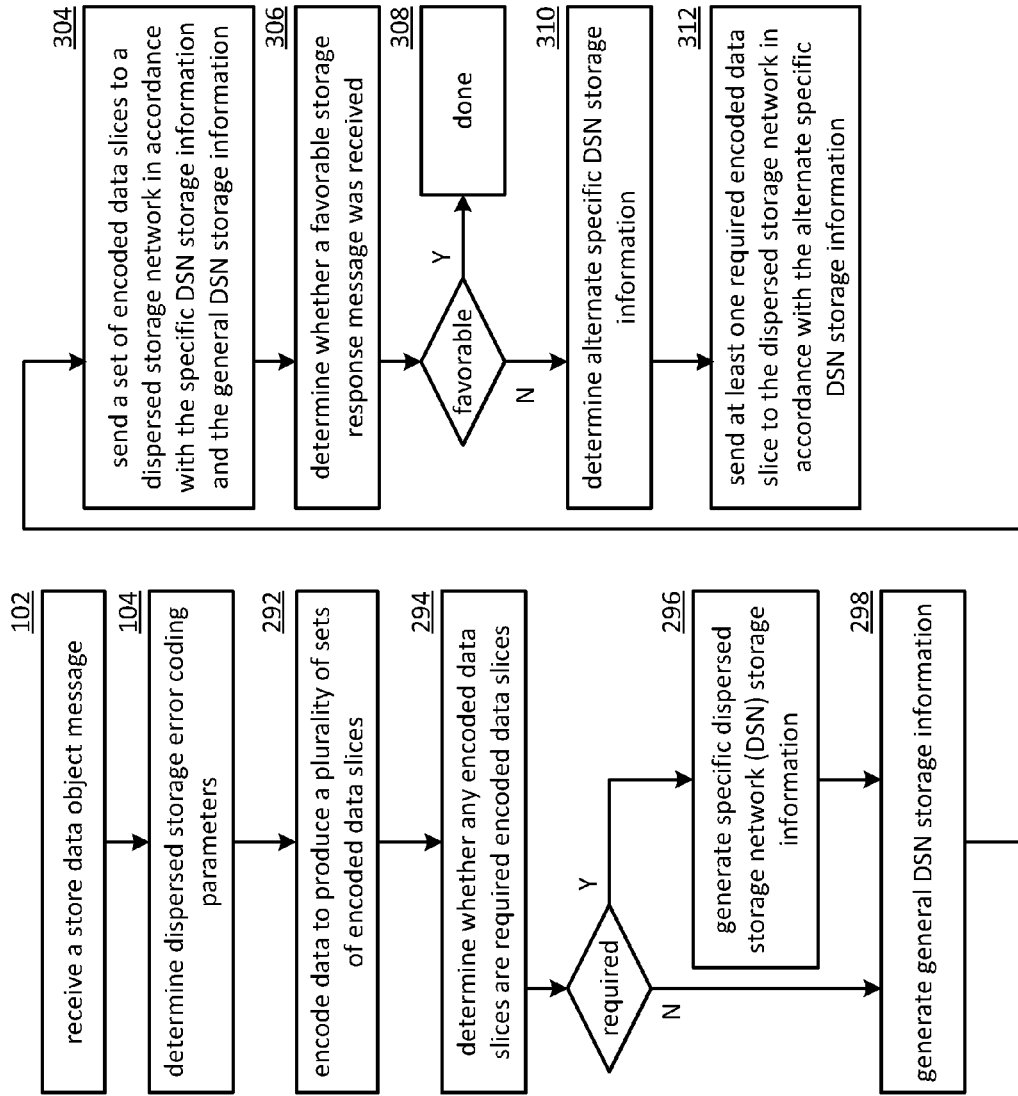 102
receive a store data object message
104
determine dispersed storage error coding
parameters
292
encode data to produce a plurality of sets
of encoded data slices
294
determine whether any encoded data
slices are required encoded data slices
required
Y
N
296
generate specific dispersed
storage network (DSN) storage
information
298
generate general DSN storage information
304
send a set of encoded data slices to a
dispersed storage network in accordance
with the specific DSN storage information
and the general DSN storage information
306
determine whether a favorable storage
response message was received
favorable
Y
N
308
done
310
determine alternate specific DSN storage
information
312
send at least one required encoded data
slice to the dispersed storage network in
accordance with the alternate specific
DSN storage information